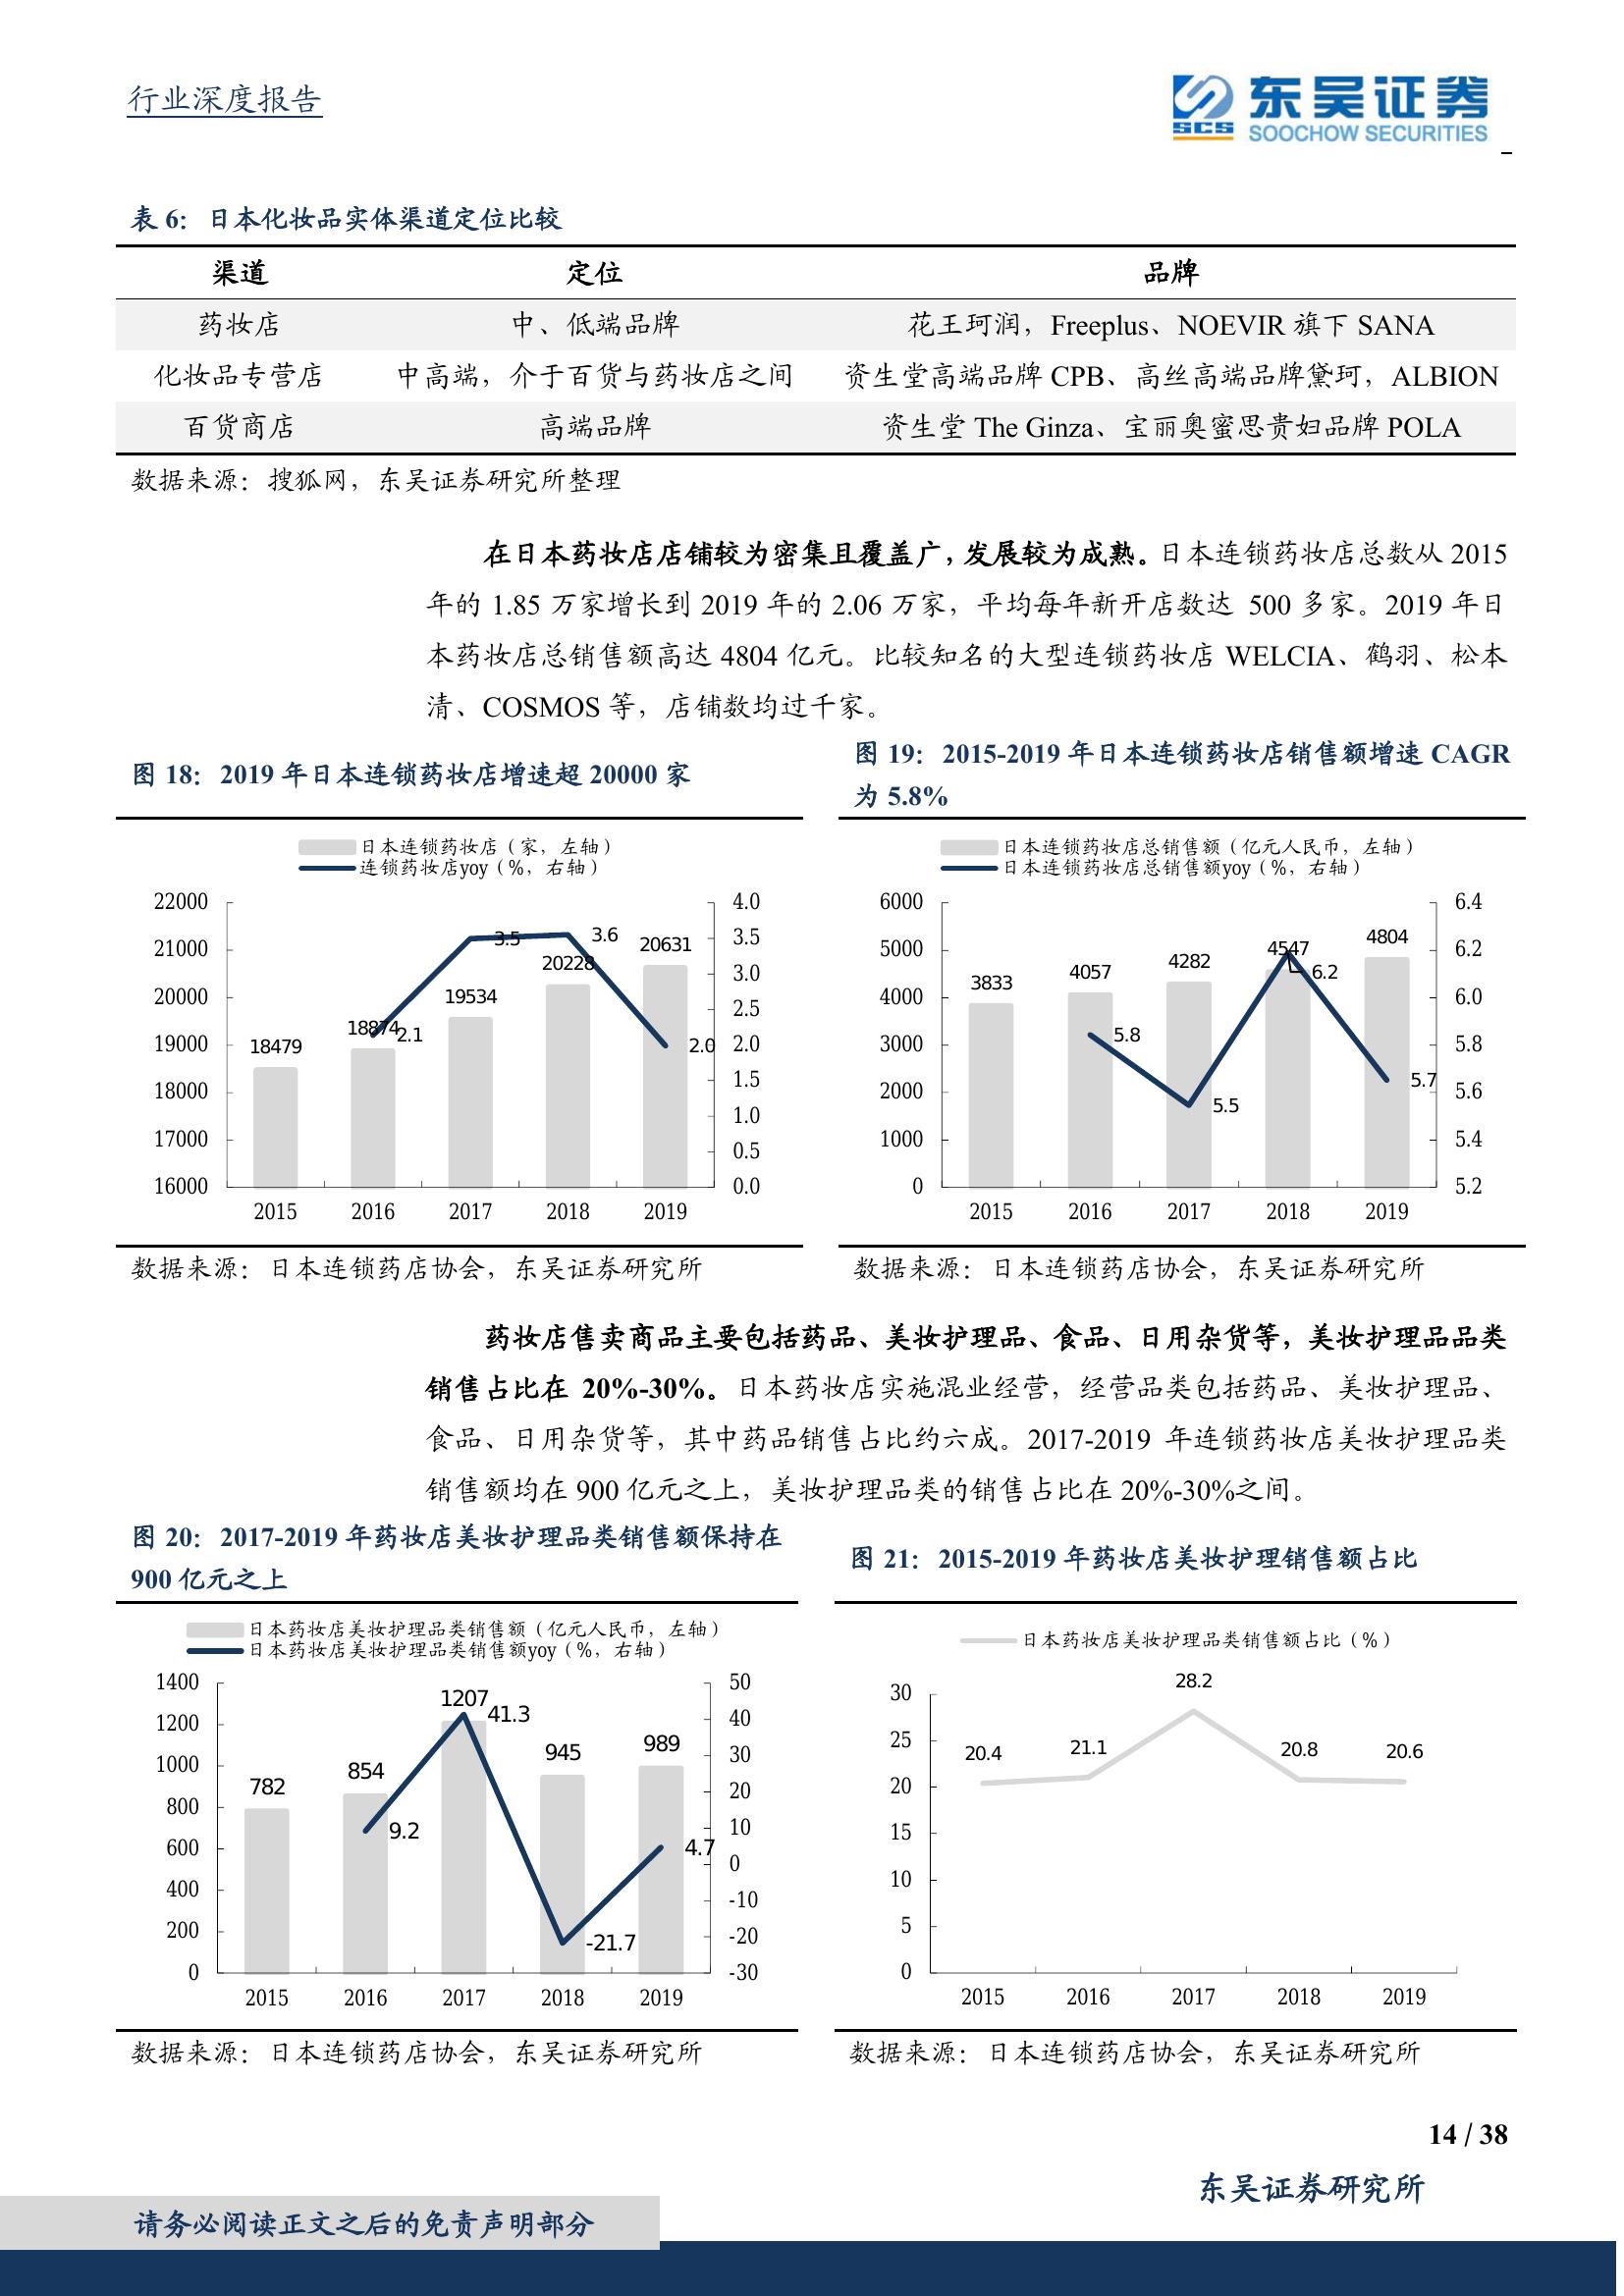 行业深度报告
东吴证券
SCS
SOOCHOW SECURITIES
表 6： 日本化妆品实体渠道定位比较
渠道 定位 品牌
药妆店 中、低端品牌 花王珂润，Freeplus、NOEVIR 旗下 SANA
化妆品专营店 中高端，介于百货与药妆店之间 资生堂高端品牌 CPB、高丝高端品牌黛珂，ALBION
百货商店 高端品牌 资生堂 The Ginza、宝丽奥蜜思贵妇品牌 POLA
数据来源：搜狐网，东吴证券研究所整理
在日本药妆店店铺较为密集且覆盖广，发展较为成熟。日本连锁药妆店总数从 2015
年的 1.85 万家增长到 2019 年的 2.06 万家，平均每年新开店数达 500 多家。2019 年日
本药妆店总销售额高达 4804 亿元。比较知名的大型连锁药妆店 WELCIA、鹤羽、松本
清、COSMOS 等，店铺数均过千家。
图 18： 2019 年日本连锁药妆店增速超 20000 家
日本连锁药妆店（家，左轴）
连锁药妆店yoy（%，右轴）
22000
21000
20000
19000
18000
17000
16000
4.0
3.5
3.0
2.5
2.0
1.5
1.0
0.5
0.0
18479
18874
19534
20228
20631
2.1
3.5
3.6
2.0
2015 2016 2017 2018 2019
数据来源：日本连锁药店协会，东吴证券研究所
图 19： 2015-2019 年日本连锁药妆店销售额增速 CAGR
为 5.8%
日本连锁药妆店总销售额（亿元人民币，左轴）
日本连锁药妆店总销售额yoy（%，右轴）
6000
5000
4000
3000
2000
1000
0
6.4
6.2
6.0
5.8
5.6
5.4
5.2
3833
4057
4282
4547
4804
5.8
5.5
6.2
5.7
2015 2016 2017 2018 2019
数据来源：日本连锁药店协会，东吴证券研究所
药妆店售卖商品主要包括药品、美妆护理品、食品、日用杂货等，美妆护理品品类
销售占比在 20%-30%。日本药妆店实施混业经营，经营品类包括药品、美妆护理品、
食品、日用杂货等，其中药品销售占比约六成。2017-2019 年连锁药妆店美妆护理品类
销售额均在 900 亿元之上，美妆护理品类的销售占比在 20%-30%之间。
图 20： 2017-2019 年药妆店美妆护理品类销售额保持在
900 亿元之上
日本药妆店美妆护理品类销售额（亿元人民币，左轴）
日本药妆店美妆护理品类销售额yoy（%，右轴）
1400
1200
1000
800
600
400
200
0
50
40
30
20
10
0
-10
-20
-30
782
854
1207
945
989
9.2
41.3
-21.7
4.7
2015 2016 2017 2018 2019
数据来源：日本连锁药店协会，东吴证券研究所
图 21： 2015-2019 年药妆店美妆护理销售额占比
日本药妆店美妆护理品类销售额占比（%）
30
25
20
15
10
5
0
20.4
21.1
28.2
20.8
20.6
2015 2016 2017 2018 2019
数据来源：日本连锁药店协会，东吴证券研究所
14 / 38
东吴证券研究所
请务必阅读正文之后的免责声明部分